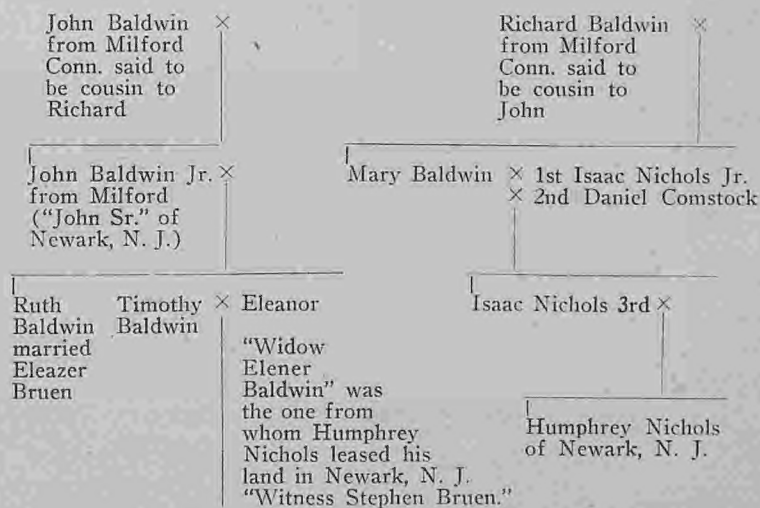 John Baldwin ×
from Milford
Conn. said to
be cousin to
Richard
Richard Baldwin ×
from Milford
Conn. said to
be cousin to
John
John Baldwin Jr. ×
from Milford
("John Sr." of
Newark, N. J.)
Mary Baldwin × 1st Isaac Nichols Jr.
× 2nd Daniel Comstock
Ruth
Baldwin
married
Eleazer
Bruen
Timothy × Eleanor
Baldwin
"Widow
Elener
Baldwin" was
the one from
whom Humphrey
Nichols leased his
land in Newark, N. J.
"Witness Stephen Bruen."
Isaac Nichols 3rd ×
Humphrey Nichols
of Newark, N. J.